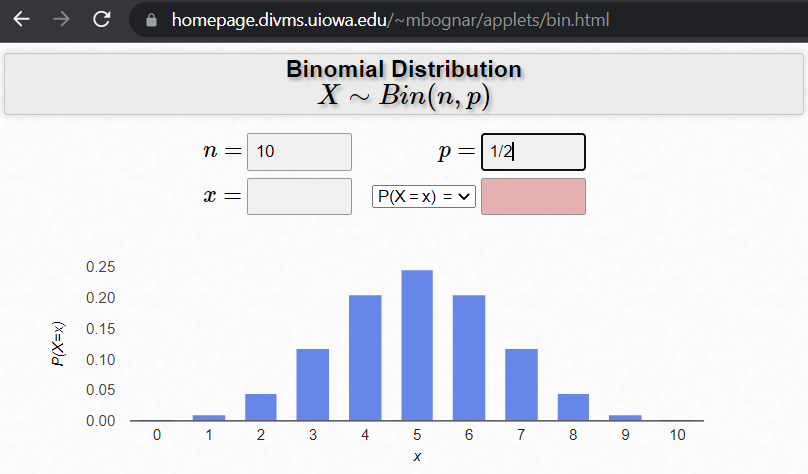 homepage.divms.uiowa.edu/~mbognar/applets/bin.html
Binomial Distribution
X ∼ Bin(n, p)
n = 10 p = 1/2
x = P(X = x) =
0.25
0.20
0.15
0.10
0.05
0.00
P(X=x)
0 1 2 3 4 5 6 7 8 9 10
x